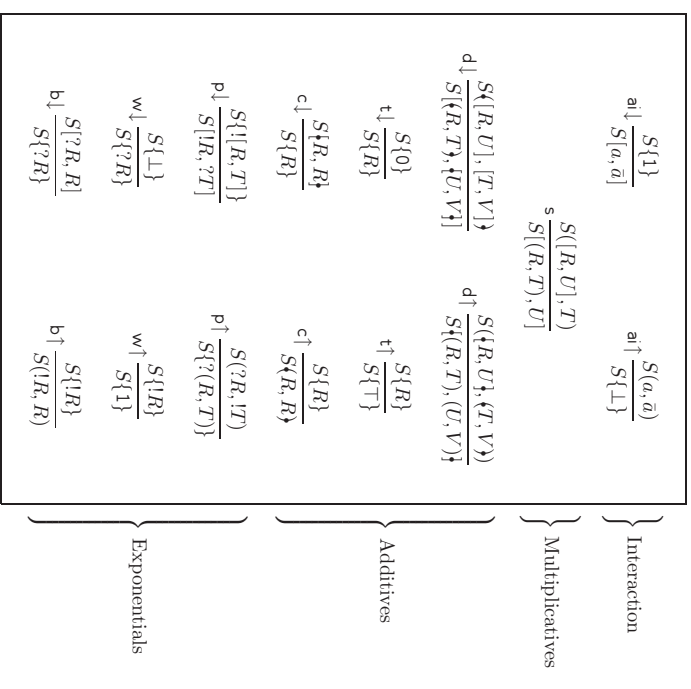 ai↓ S{1}
S[a, ā]
ai↑ S(a, ā)
S{⊥}
Interaction
s S([R, U], T)
S[(R, T), U]
Multiplicatives
d↓ S(•[R, U], [T, V]•)
S[(•R, T•), [•U, V•]]
d↑ S([•R, U•], (•T, V•))
S[•(R, T), (U, V)•]
t↓ S{0}
S{R}
t↑ S{R}
S{⊤}
c↓ S[•R, R•]
S{R}
c↑ S{R}
S(•R, R•)
Additives
p↓ S{![R, T]}
S[!R, ?T]
p↑ S(?R, !T)
S{?(R, T)}
w↓ S{⊥}
S{?R}
w↑ S{!R}
S{1}
b↓ S[?R, R]
S{?R}
b↑ S{!R}
S(!R, R)
Exponentials